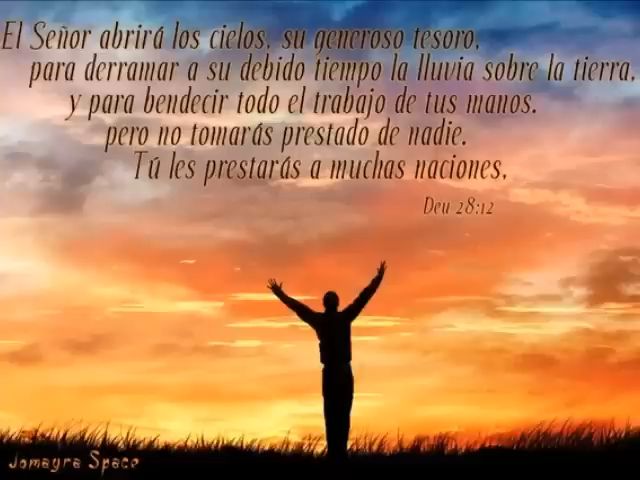 El Señor abrirá los cielos, su generoso tesoro,
para derramar a su debido tiempo la lluvia sobre la tierra,
y para bendecir todo el trabajo de tus manos.
pero no tomarás prestado de nadie.
Tú les prestarás a muchas naciones,
Deu 28:12
Jomayra Space